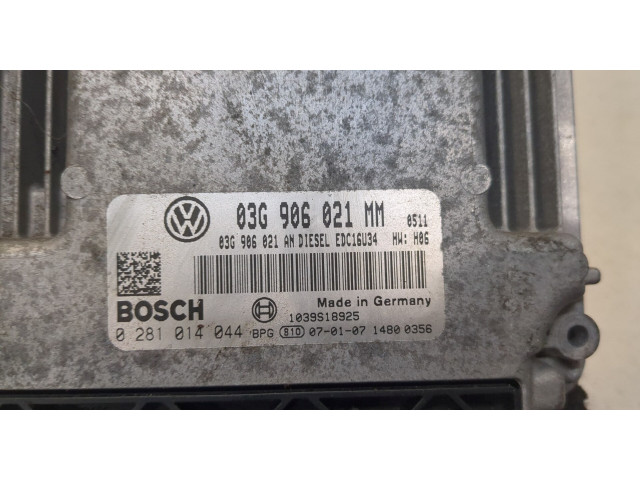 03G 906 021 MM 0511
03G 906 021 AN DIESEL EDC16U34 HW: H06
BOSCH
Made in Germany
1039S18925
0 281 014 044 BPG 810 07-01-07 1480 0356